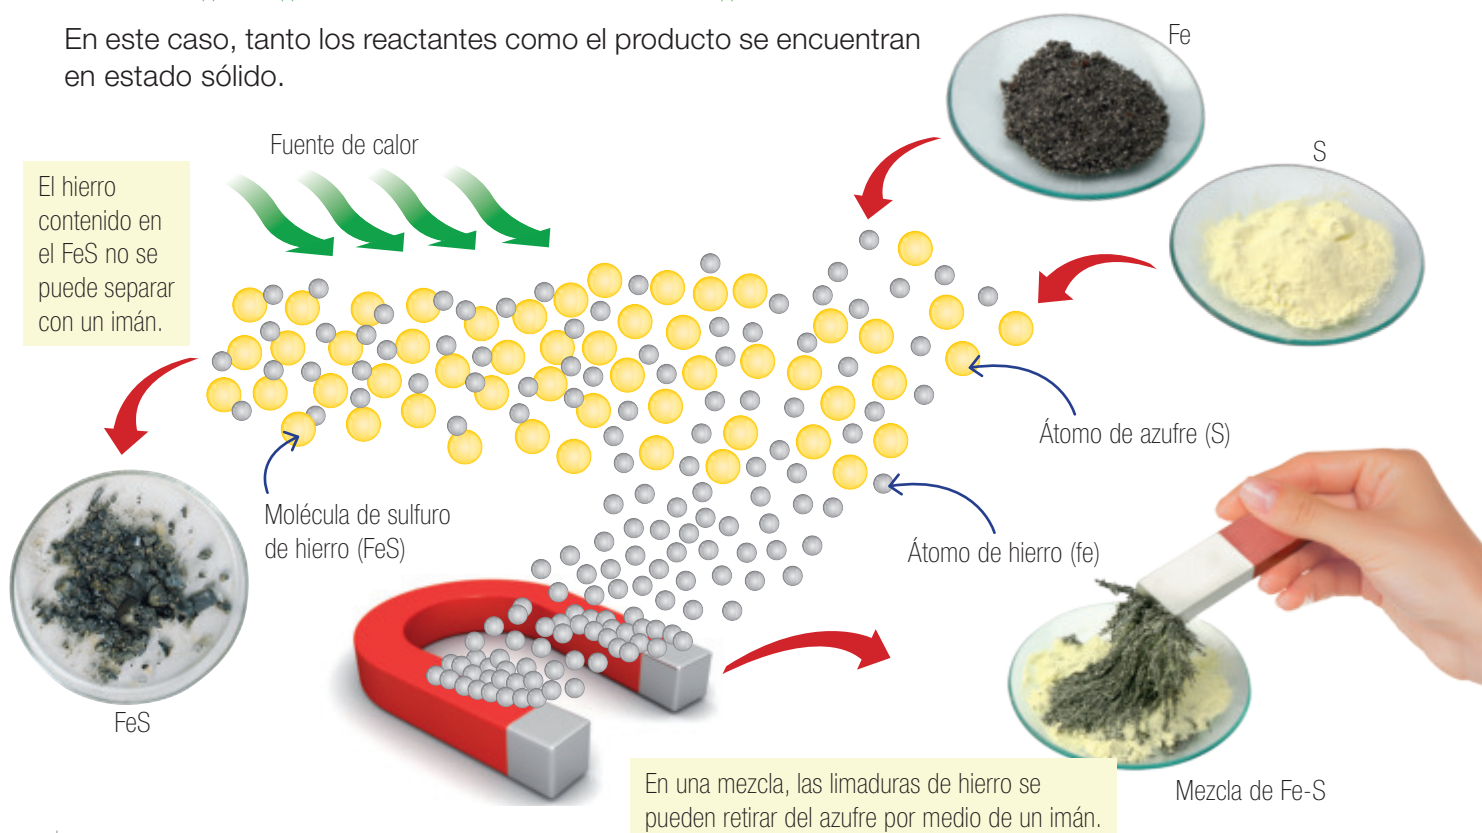 En este caso, tanto los reactantes como el producto se encuentran
en estado sólido.
Fe
S
Fuente de calor
El hierro
contenido en
el FeS no se
puede separar
con un imán.
Átomo de azufre (S)
Molécula de sulfuro
de hierro (FeS)
Átomo de hierro (fe)
FeS
En una mezcla, las limaduras de hierro se
pueden retirar del azufre por medio de un imán.
Mezcla de Fe-S